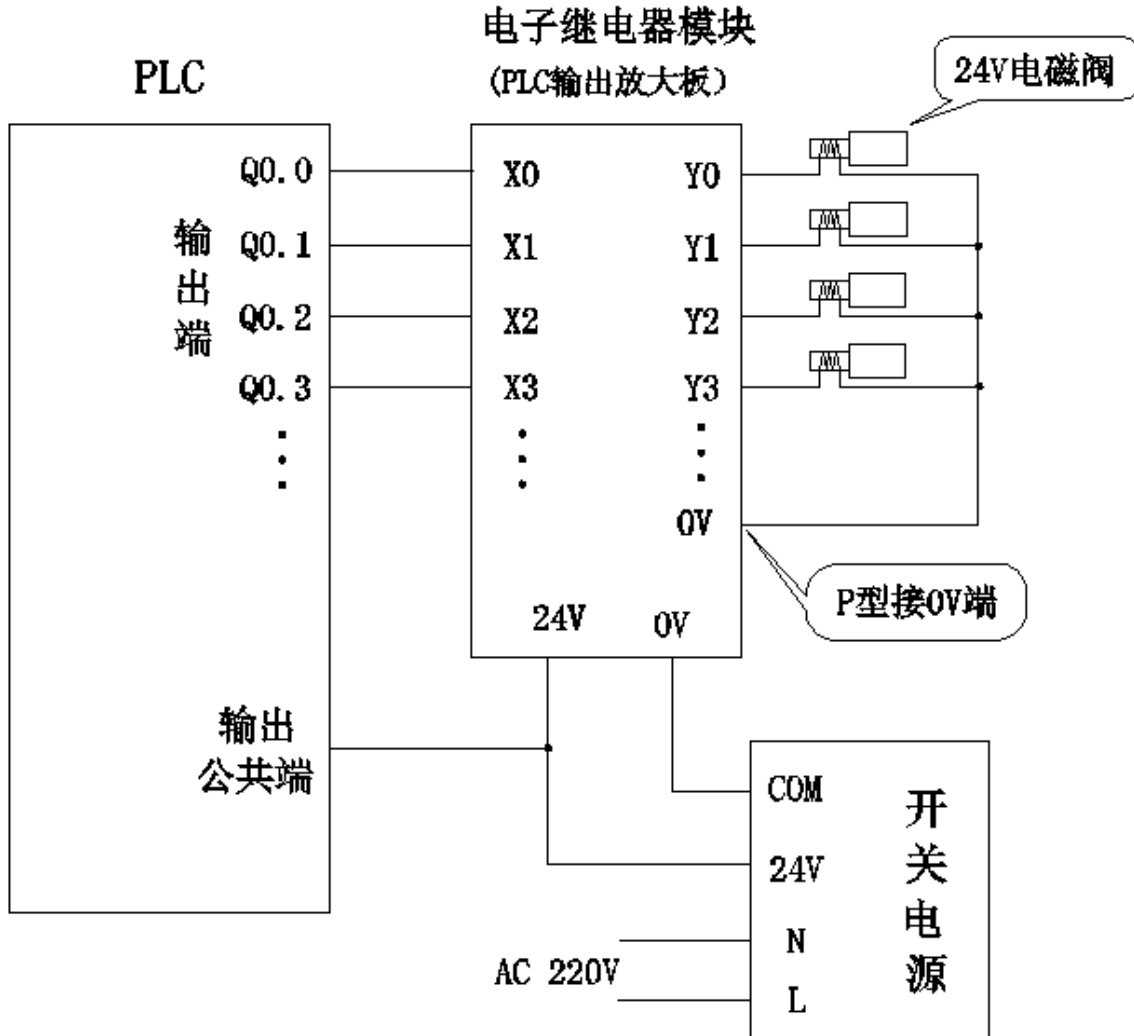 电子继电器模块
(PLC输出放大板)
PLC
24V电磁阀
Q0.0
Q0.1
Q0.2
Q0.3
输出端
X0
X1
X2
X3
Y0
Y1
Y2
Y3
0V
P型接0V端
24V
0V
输出
公共端
COM
24V
N
L
开关电源
AC 220V